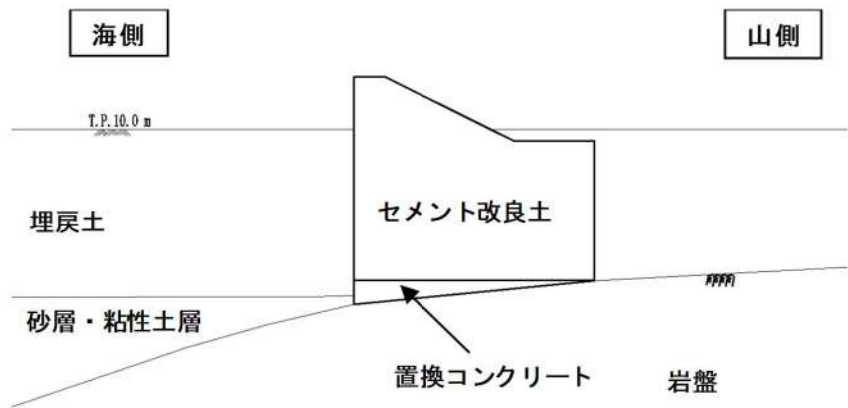 海側
山側
T.P.10.0 m
埋戻土
セメント改良土
砂層・粘性土層
置換コンクリート
岩盤